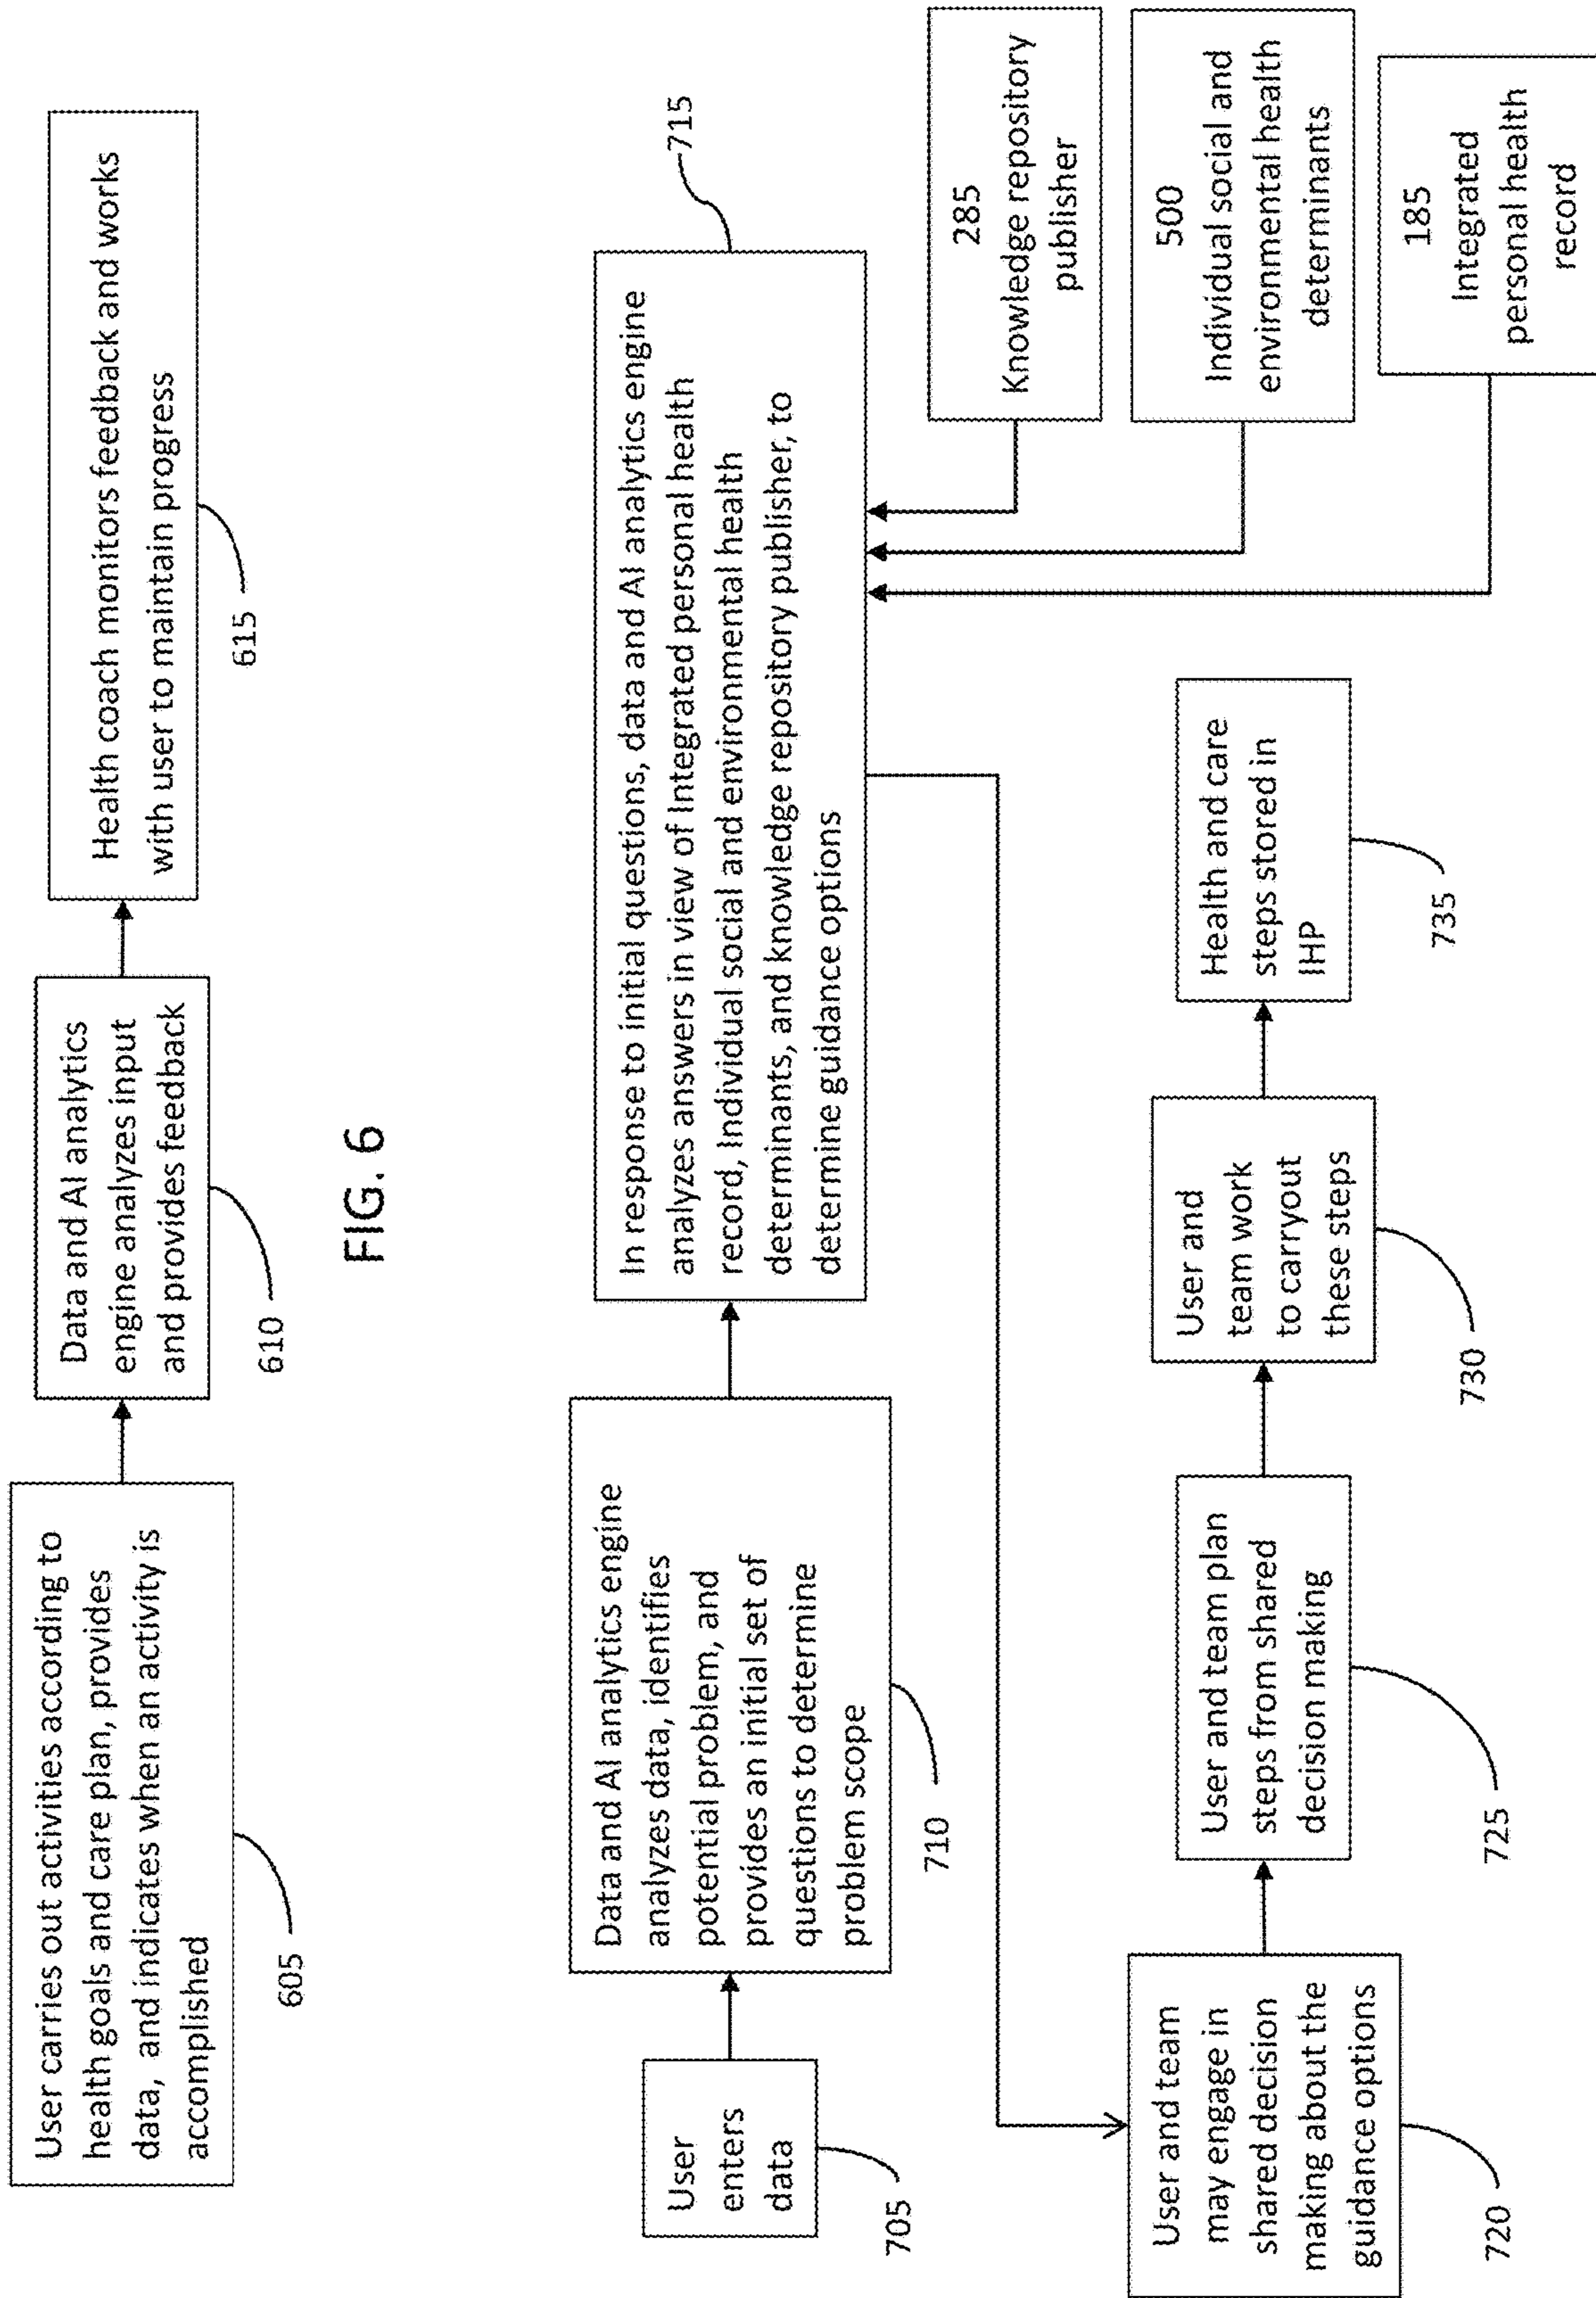 User carries out activities according to
health goals and care plan, provides
data, and indicates when an activity is
accomplished
605
Data and AI analytics
engine analyzes input
and provides feedback
610
Health coach monitors feedback and works
with user to maintain progress
615
FIG. 6
User
enters
data
705
Data and AI analytics engine
analyzes data, identifies
potential problem, and
provides an initial set of
questions to determine
problem scope
710
In response to initial questions, data and AI analytics engine
analyzes answers in view of Integrated personal health
record, Individual social and environmental health
determinants, and knowledge repository publisher, to
determine guidance options
715
285
Knowledge repository
publisher
500
Individual social and
environmental health
determinants
185
Integrated
personal health
record
User and team
may engage in
shared decision
making about the
guidance options
720
User and team plan
steps from shared
decision making
725
User and
team work
to carryout
these steps
730
Health and care
steps stored in
IHP
735